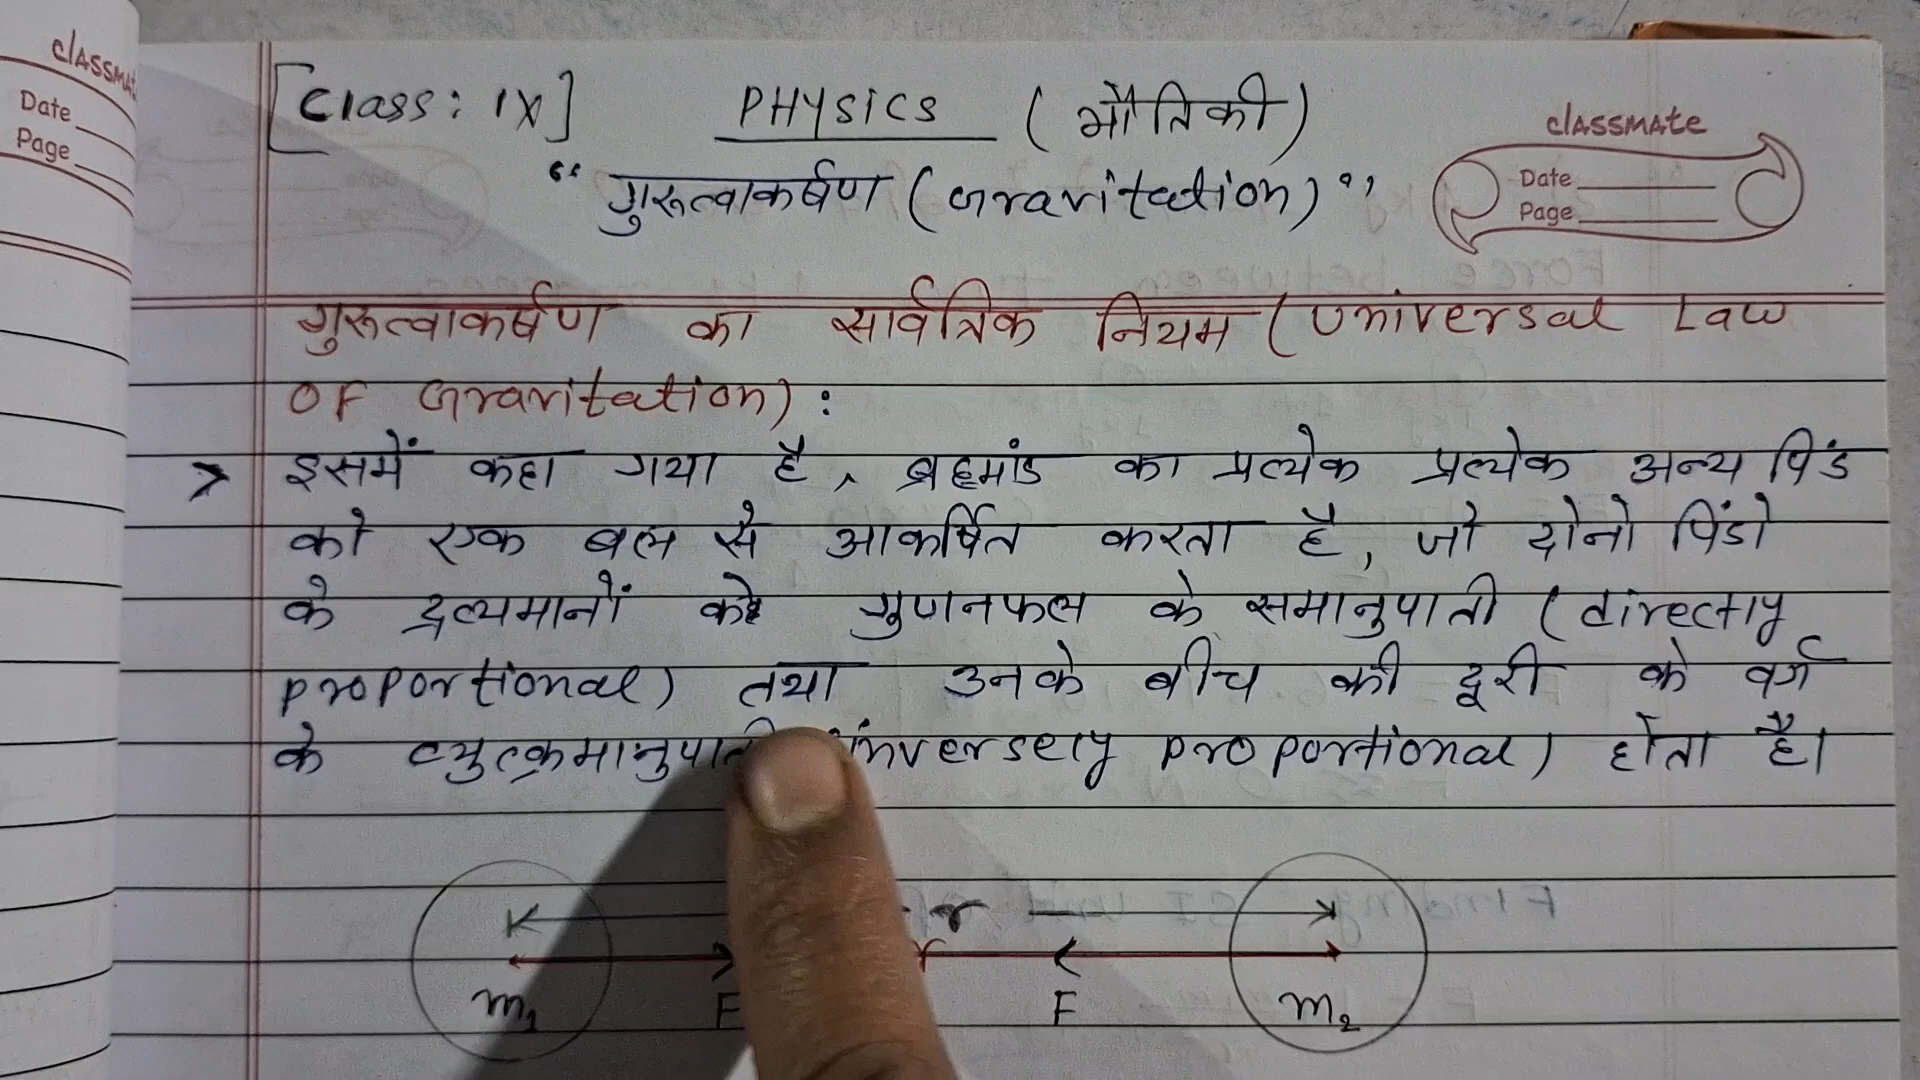 classmate
Date
Page
[Class: IX] PHYSICS (भौतिकी)
"गुरुत्वाकर्षण (Gravitation)"
classmate
Date
Page
गुरुत्वाकर्षण का सार्वत्रिक नियम (Universal Law
OF Gravitation):
> इसमें कहा गया है, ब्रह्मांड का प्रत्येक प्रत्येक अन्य पिंड
को एक बल से आकर्षित करता है, जो दोनो पिंडो
के द्रव्यमानों के गुणनफल के समानुपाती (directly
proportional) तथा उनके बीच की दूरी के वर्ग
के व्युत्क्रमानुपाती inversely proportional) होता है।
r
F F
m₁ m₂